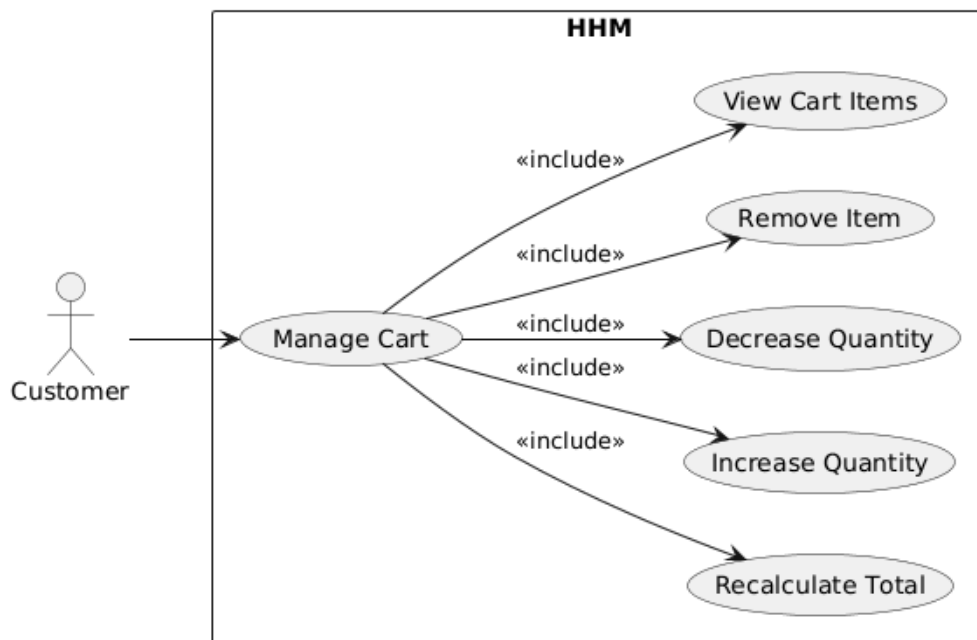 HHM
View Cart Items
«include»
Remove Item
«include»
Manage Cart
«include»
Decrease Quantity
«include»
Customer
Increase Quantity
«include»
Recalculate Total